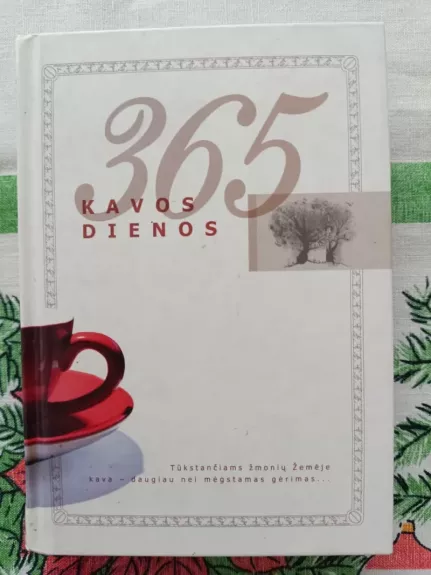 365
KAVOS
DIENOS
Tūkstančiams žmonių Žemėje
kava – daugiau nei mėgstamas gėrimas...